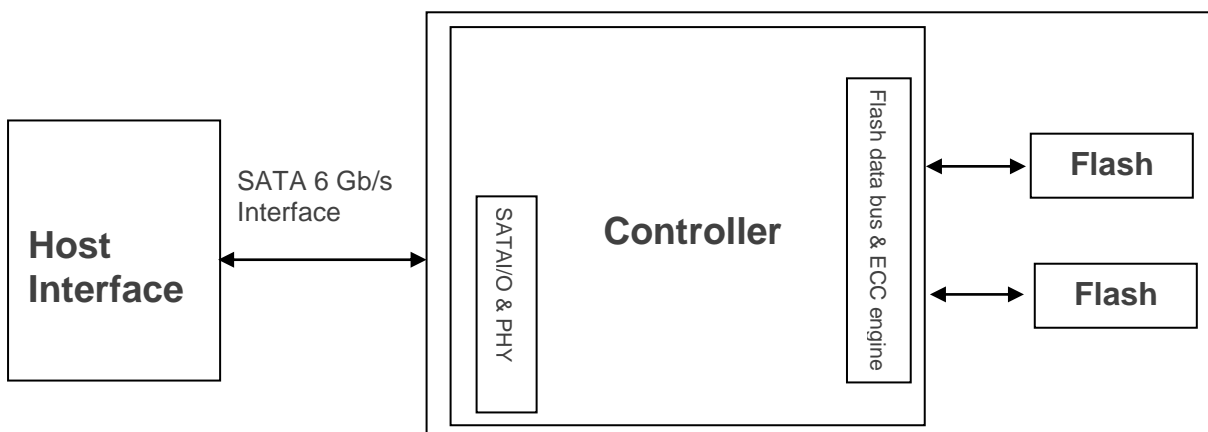 Host
Interface
SATA 6 Gb/s
Interface
SATAI/O & PHY
Controller
Flash data bus & ECC engine
Flash
Flash